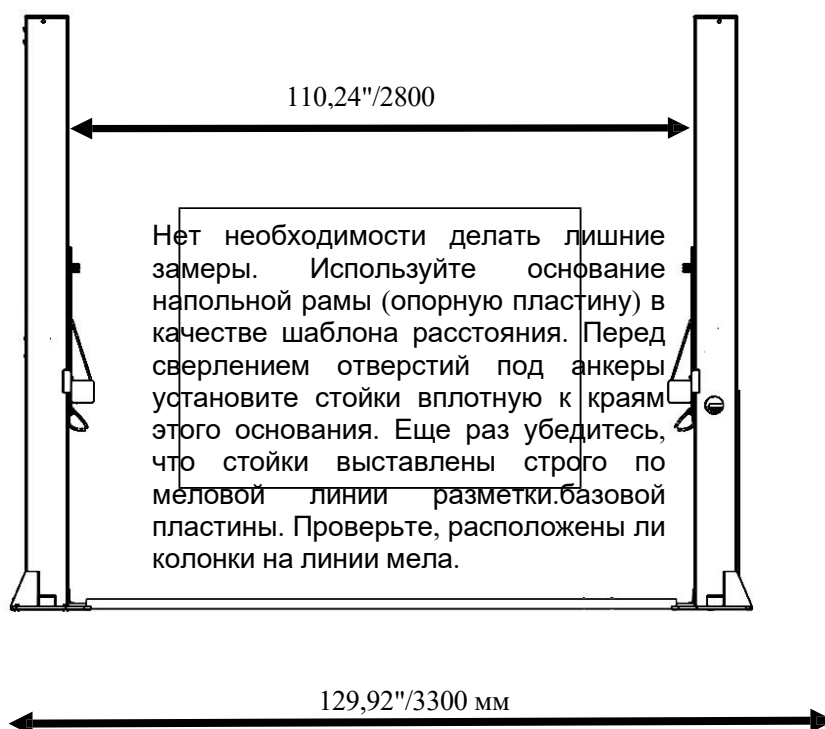 110,24"/2800
Нет необходимости делать лишние
замеры. Используйте основание
напольной рамы (опорную пластину) в
качестве шаблона расстояния. Перед
сверлением отверстий под анкеры
установите стойки вплотную к краям
этого основания. Еще раз убедитесь,
что стойки выставлены строго по
меловой линии разметки.базовой
пластины. Проверьте, расположены ли
колонки на линии мела.
129,92"/3300 мм